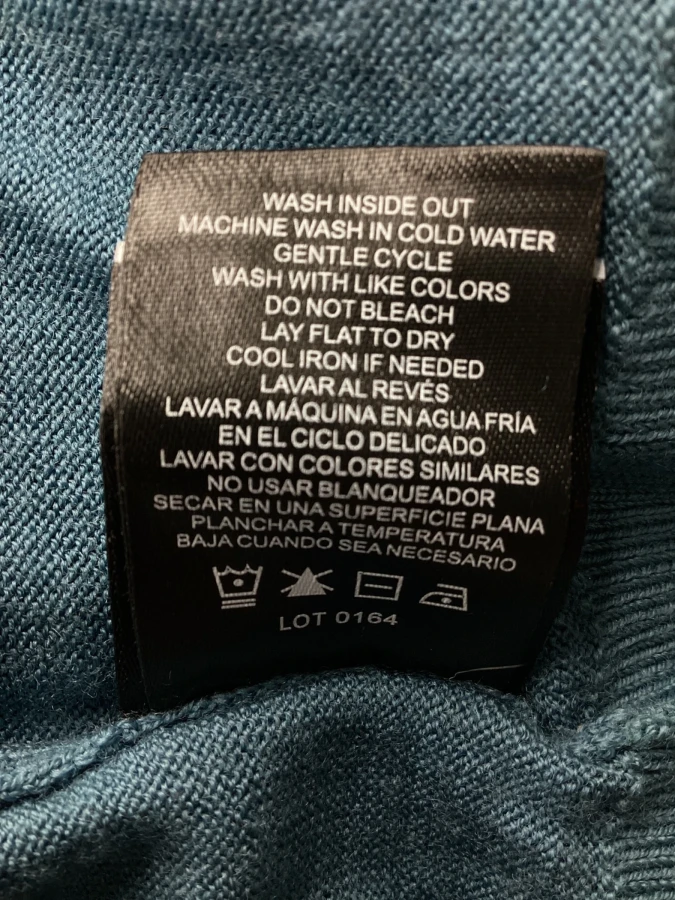 WASH INSIDE OUT
MACHINE WASH IN COLD WATER
GENTLE CYCLE
WASH WITH LIKE COLORS
DO NOT BLEACH
LAY FLAT TO DRY
COOL IRON IF NEEDED
LAVAR AL REVÉS
LAVAR A MÁQUINA EN AGUA FRÍA
EN EL CICLO DELICADO
LAVAR CON COLORES SIMILARES
NO USAR BLANQUEADOR
SECAR EN UNA SUPERFICIE PLANA
PLANCHAR A TEMPERATURA
BAJA CUANDO SEA NECESARIO
LOT 0164